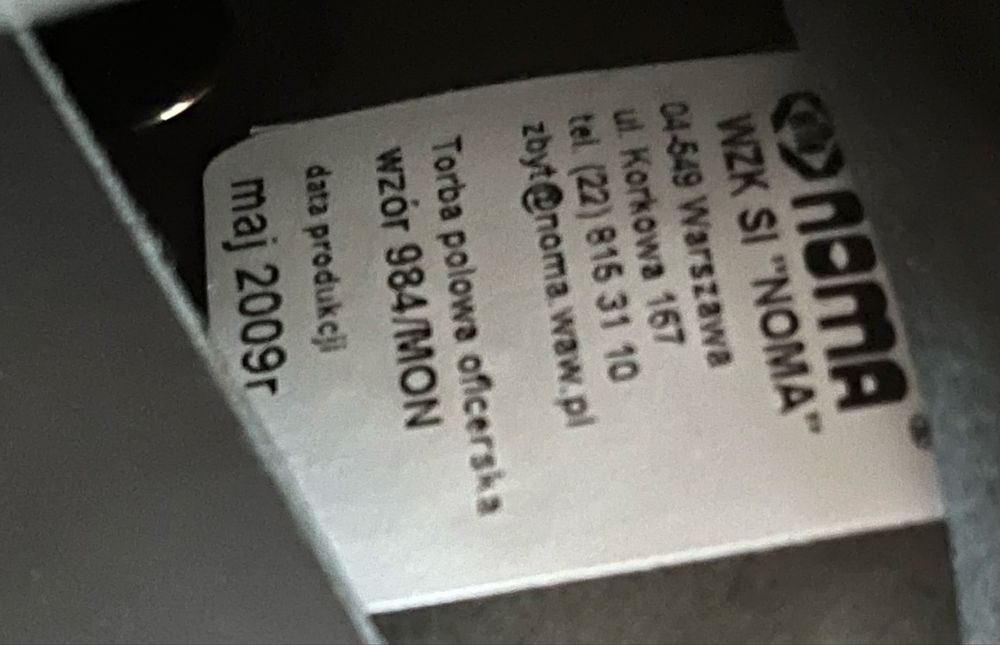 noma
WZK SI "NOMA"
04-549 Warszawa
ul. Korkowa 167
tel. (22) 815 31 10
zbyt@noma.waw.pl
Torba polowa oficerska
wzór 984/MON
data produkcji
maj 2009r